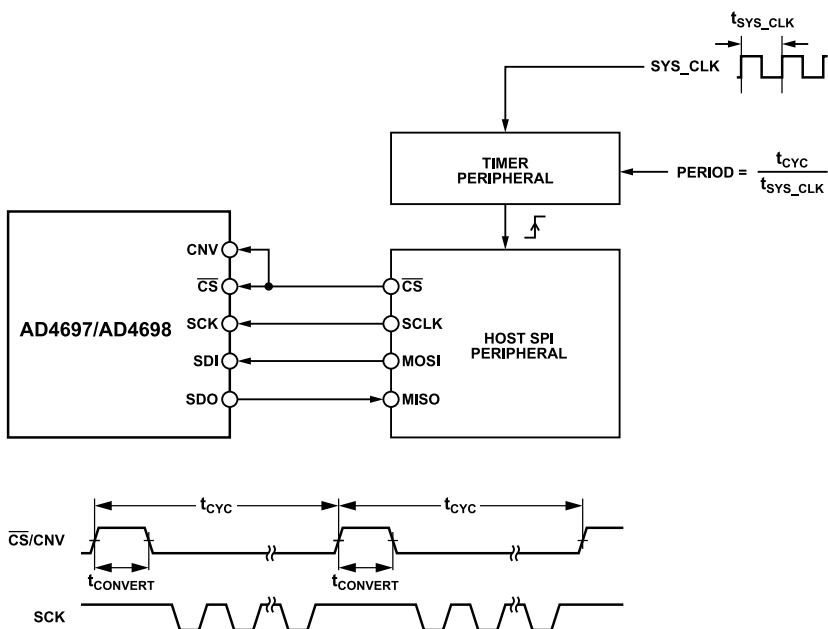 tSYS_CLK
SYS_CLK
TIMER
PERIPHERAL
PERIOD = tCYC / tSYS_CLK
CNV
CS
SCK
SDI
SDO
AD4697/AD4698
CS
SCLK
MOSI
MISO
HOST SPI
PERIPHERAL
tCYC tCYC
CS/CNV
tCONVERT tCONVERT
SCK